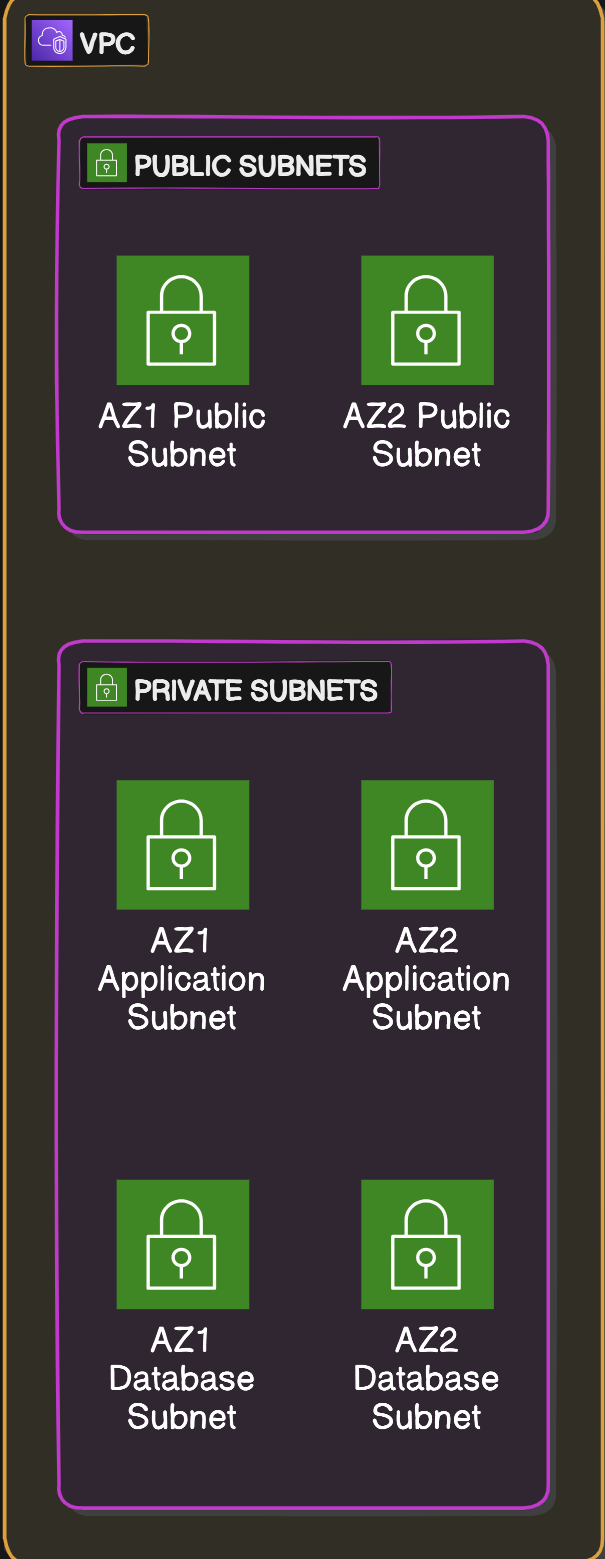 VPC
PUBLIC SUBNETS
AZ1 Public
Subnet
AZ2 Public
Subnet
PRIVATE SUBNETS
AZ1
Application
Subnet
AZ2
Application
Subnet
AZ1
Database
Subnet
AZ2
Database
Subnet